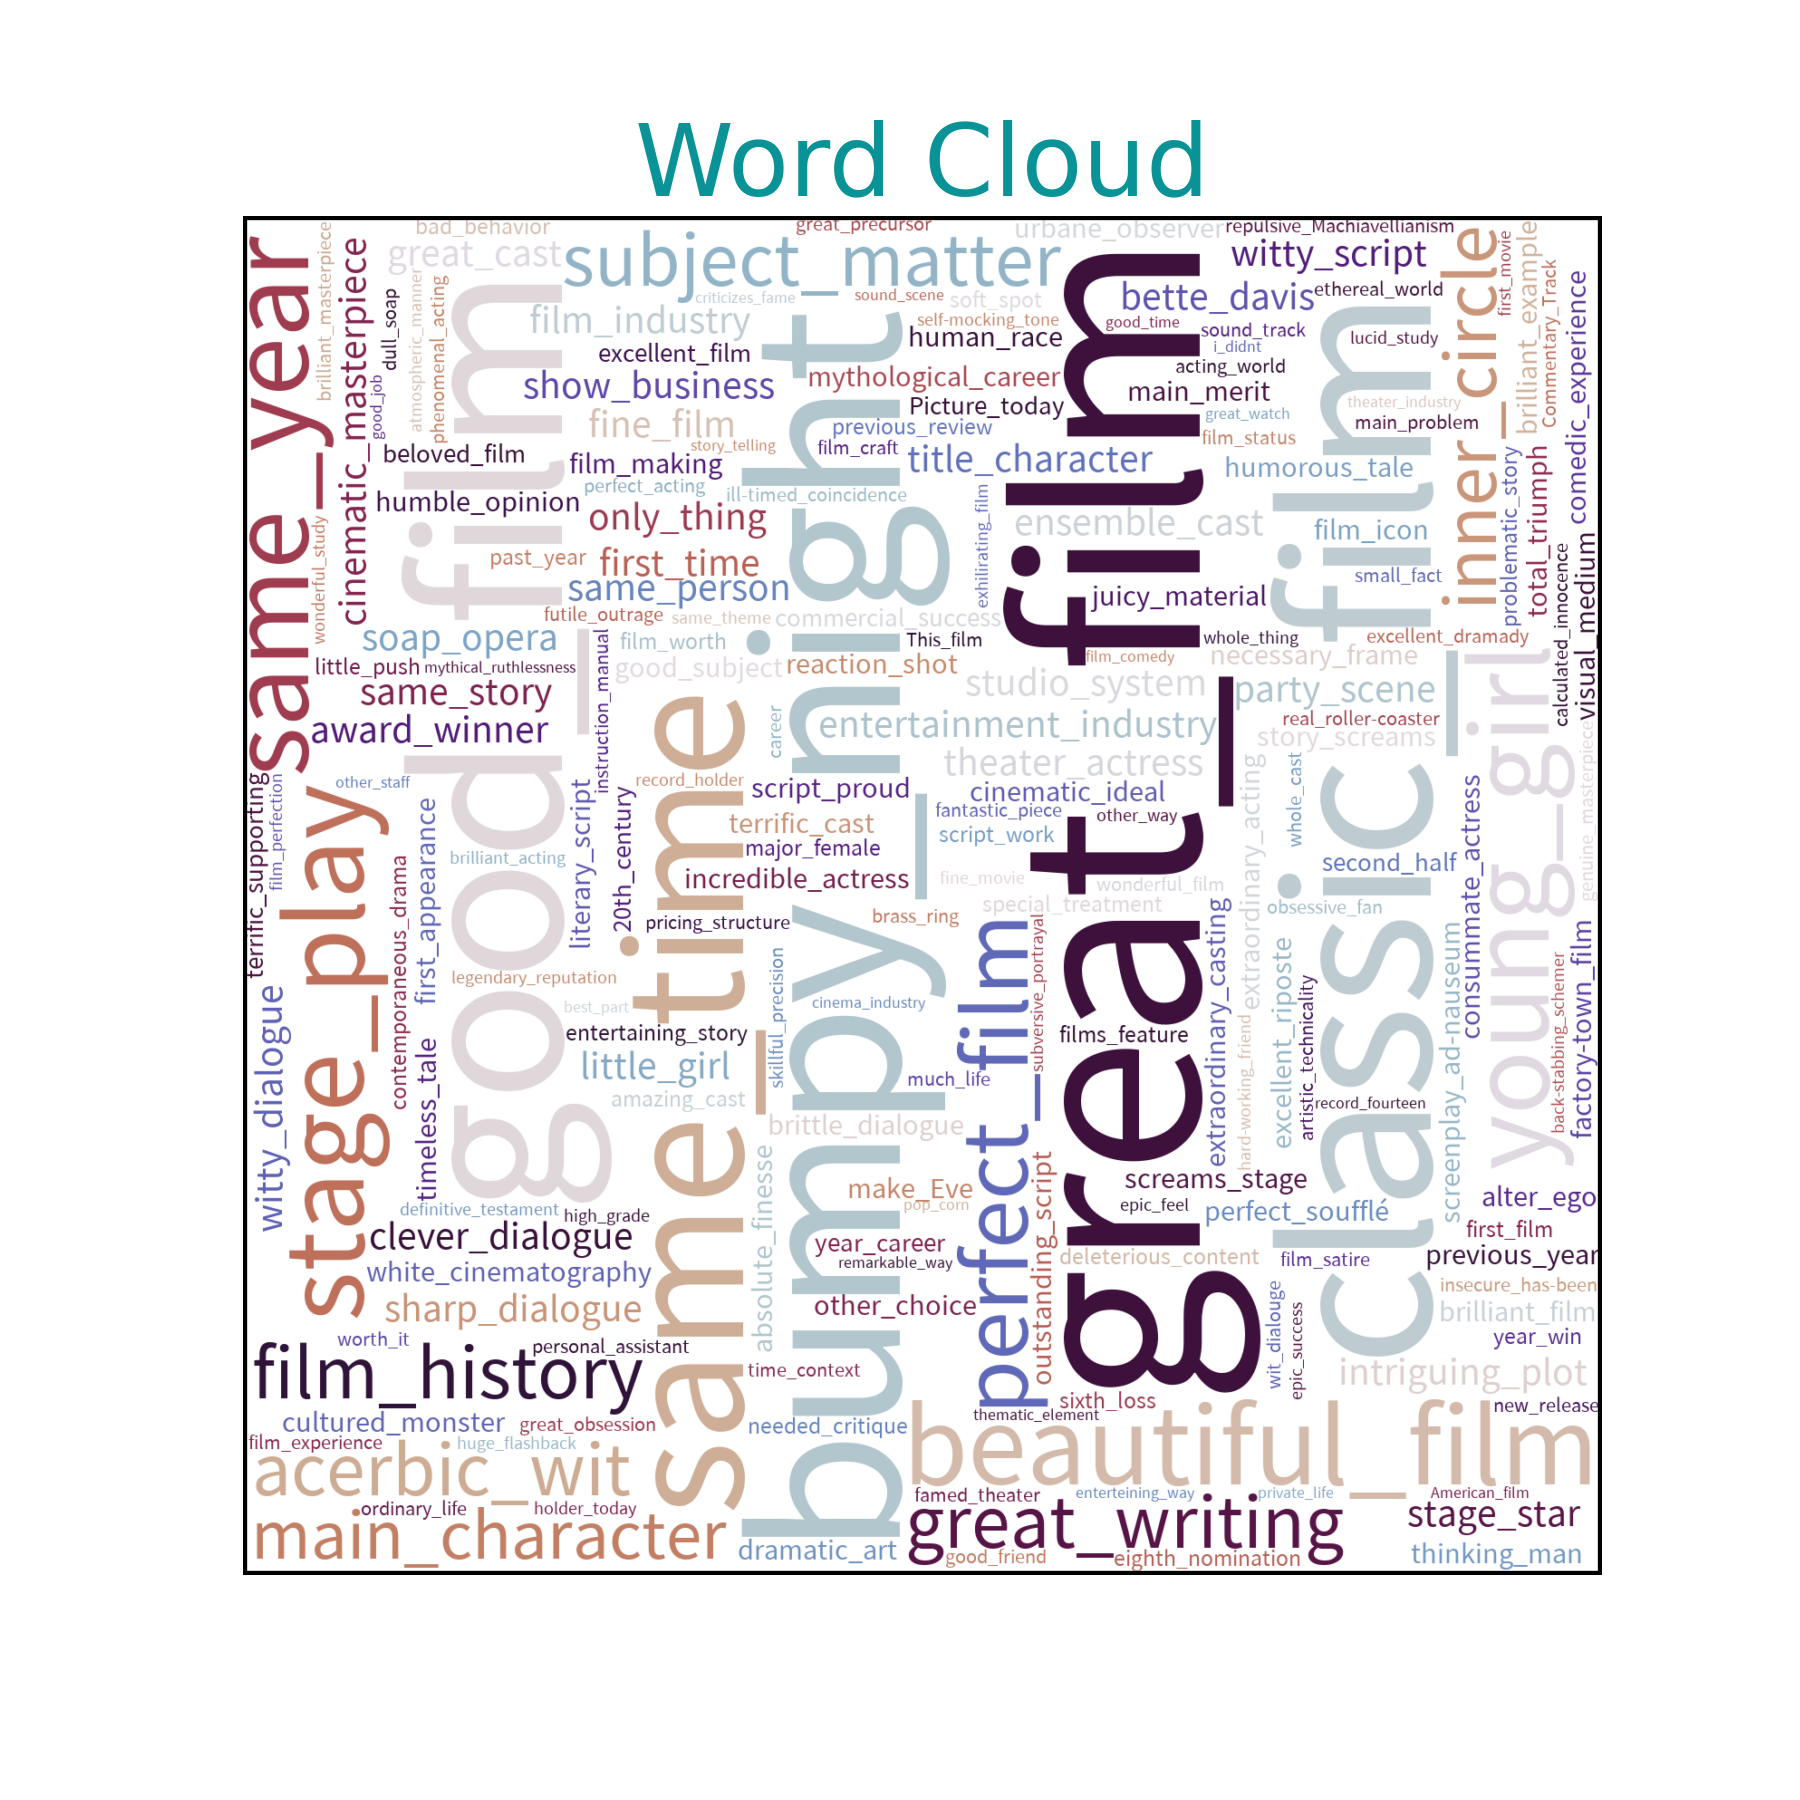 Word Cloud
bad_behavior
great_precursor
urbane_observer
repulsive_Machiavellianism
great_cast
subject_matter
witty_script
criticizes_fame
sound_scene
soft_spot
bette_davis
ethereal_world
film_industry
self-mocking_tone
good_time
sound_track
lucid_study
excellent_film
human_race
i_didnt
acting_world
show_business
mythological_career
main_merit
theater_industry
fine_film
Picture_today
great_watch
main_problem
previous_review
film_status
beloved_film
film_making
story_telling
film_craft
title_character
humorous_tale
perfect_acting
ill-timed_coincidence
humble_opinion
only_thing
ensemble_cast
film_icon
past_year
first_time
same_person
small_fact
juicy_material
futile_outrage
same_theme
commercial_success
soap_opera
film_worth
This_film
whole_thing
excellent_dramady
little_push
mythical_ruthlessness
good_subject
reaction_shot
film_comedy
necessary_frame
same_story
studio_system
party_scene
award_winner
entertainment_industry
real_roller-coaster
story_screams
theater_actress
other_staff
record_holder
script_proud
cinematic_ideal
fantastic_piece
other_way
terrific_cast
script_work
brilliant_acting
major_female
second_half
incredible_actress
fine_movie
wonderful_film
special_treatment
obsessive_fan
pricing_structure
brass_ring
legendary_reputation
best_part
cinema_industry
entertaining_story
films_feature
little_girl
much_life
amazing_cast
record_fourteen
brittle_dialogue
screams_stage
make_Eve
pop_corn
epic_feel
perfect_soufflé
alter_ego
definitive_testament
high_grade
first_film
clever_dialogue
year_career
remarkable_way
deleterious_content
film_satire
previous_year
white_cinematography
insecure_has-been
sharp_dialogue
other_choice
brilliant_film
worth_it
personal_assistant
year_win
film_history
time_context
intriguing_plot
cultured_monster
great_obsession
needed_critique
sixth_loss
thematic_element
new_release
film_experience
huge_flashback
beautiful_film
acerbic_wit
ordinary_life
holder_today
famed_theater
enterteining_way
private_life
American_film
main_character
great_writing
stage_star
dramatic_art
good_friend
eighth_nomination
thinking_man
same_year
brilliant_masterpiece
wonderful_study
cinematic_masterpiece
good_job
dull_soap
atmospheric_manner
phenomenal_acting
good_film
bumpy_night
same_time
great_film
classic_film
inner_circle
first_movie
brilliant_example
Commentary_Track
comedic_experience
problematic_story
total_triumph
calculated_innocence
visual_medium
young_girl
genuine_masterpiece
exhilirating_film
instruction_manual
career
terrific_supporting
film_perfection
stage_play
contemporaneous_drama
first_appearance
timeless_tale
literary_script
20th_century
witty_dialogue
skillful_precision
absolute_finesse
perfect_film
subversive_portrayal
outstanding_script
extraordinary_casting
extraordinary_acting
hard-working_friend
whole_cast
excellent_riposte
artistic_technicality
screenplay_ad-nauseum
consummate_actress
back-stabbing_schemer
factory-town_film
wit_dialouge
epic_success